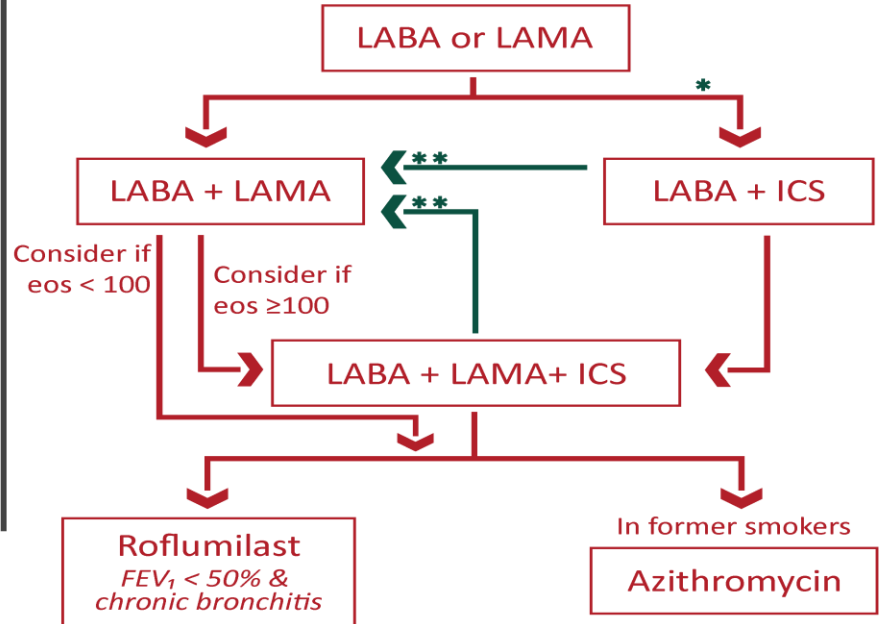 LABA or LAMA
*
LABA + LAMA
**
**
LABA + ICS
Consider if
eos < 100
Consider if
eos ≥100
LABA + LAMA+ ICS
Roflumilast
FEV₁ < 50% &
chronic bronchitis
In former smokers
Azithromycin